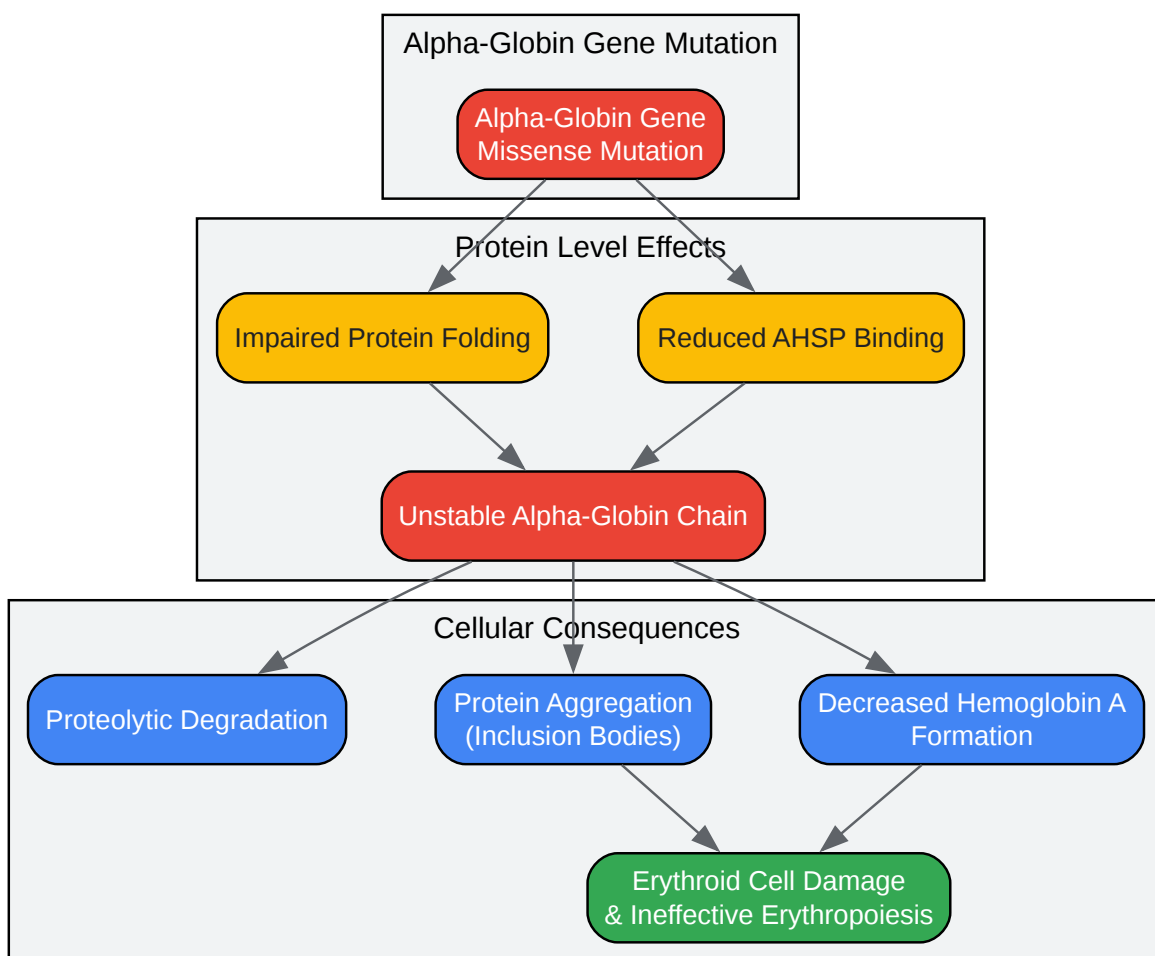 Alpha-Globin Gene Mutation
Alpha-Globin Gene
Missense Mutation
Protein Level Effects
Impaired Protein Folding
Reduced AHSP Binding
Unstable Alpha-Globin Chain
Cellular Consequences
Proteolytic Degradation
Protein Aggregation
(Inclusion Bodies)
Decreased Hemoglobin A
Formation
Erythroid Cell Damage
& Ineffective Erythropoiesis